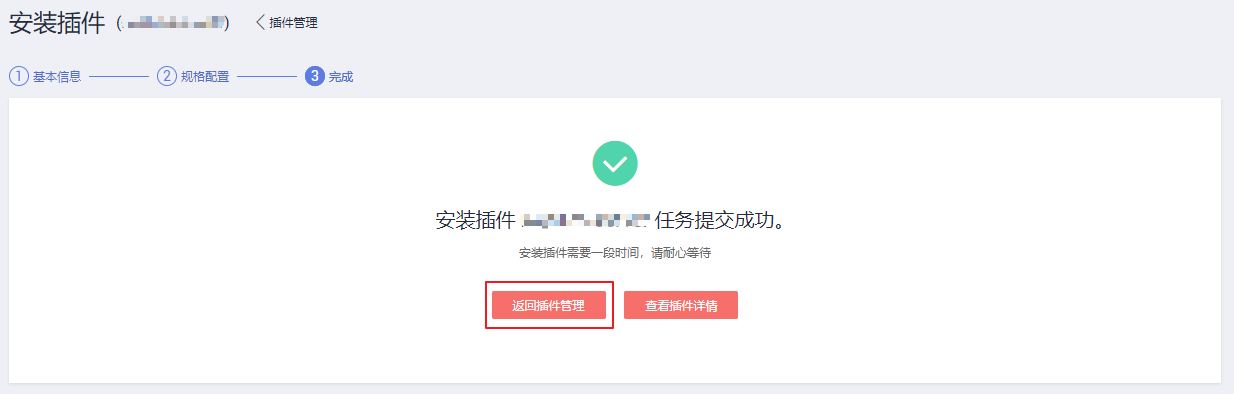 安装插件 ( ) 插件管理
1 基本信息 2 规格配置 3 完成
安装插件 任务提交成功。
安装插件需要一段时间，请耐心等待
返回插件管理 查看插件详情